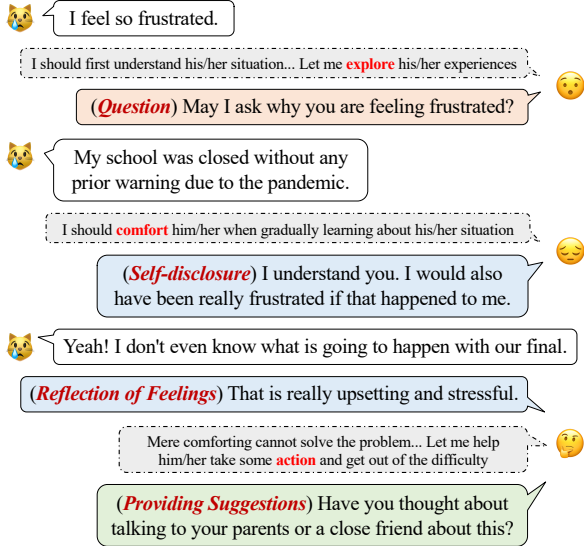 I feel so frustrated.
I should first understand his/her situation... Let me explore his/her experiences
(Question) May I ask why you are feeling frustrated?
My school was closed without any
prior warning due to the pandemic.
I should comfort him/her when gradually learning about his/her situation
(Self-disclosure) I understand you. I would also
have been really frustrated if that happened to me.
Yeah! I don't even know what is going to happen with our final.
(Reflection of Feelings) That is really upsetting and stressful.
Mere comforting cannot solve the problem... Let me help
him/her take some action and get out of the difficulty
(Providing Suggestions) Have you thought about
talking to your parents or a close friend about this?